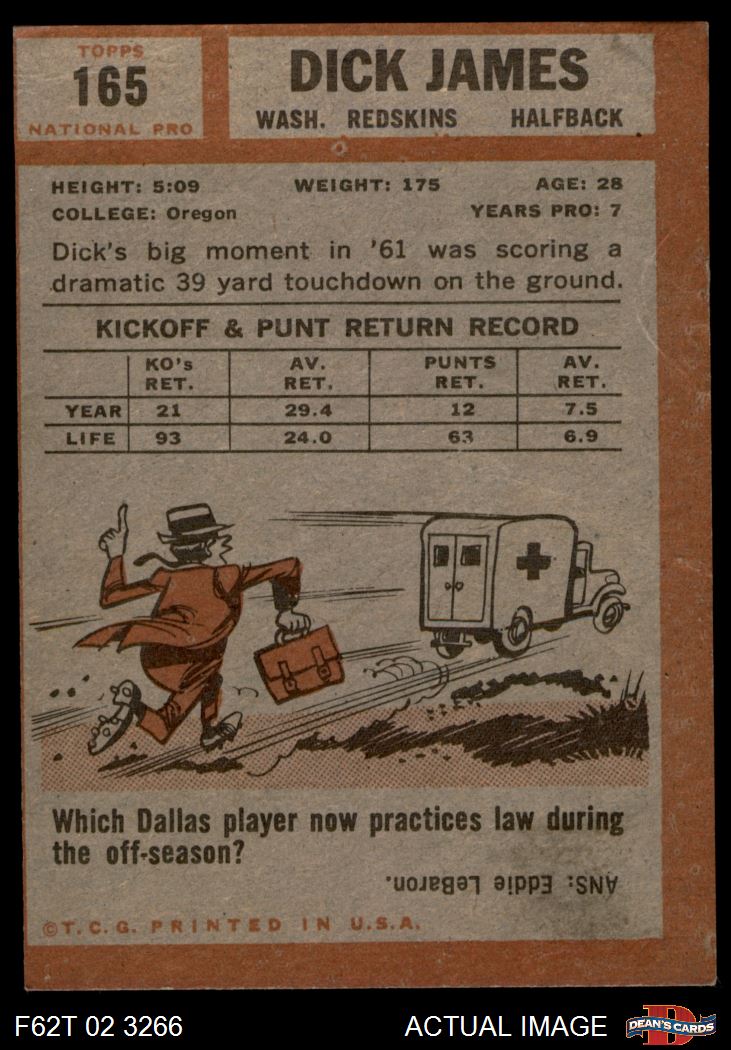 TOPPS
165
NATIONAL PRO
DICK JAMES
WASH. REDSKINS HALFBACK
HEIGHT: 5:09 WEIGHT: 175 AGE: 28
COLLEGE: Oregon YEARS PRO: 7
Dick's big moment in '61 was scoring a
dramatic 39 yard touchdown on the ground.
KICKOFF & PUNT RETURN RECORD
KO's RET. AV. RET. PUNTS RET. AV. RET.
YEAR 21 29.4 12 7.5
LIFE 93 24.0 63 6.9
Which Dallas player now practices law during
the off-season?
ANS: Eddie LeBaron.
©T.C.G. PRINTED IN U.S.A.
F62T 02 3266 ACTUAL IMAGE DEAN'S CARDS